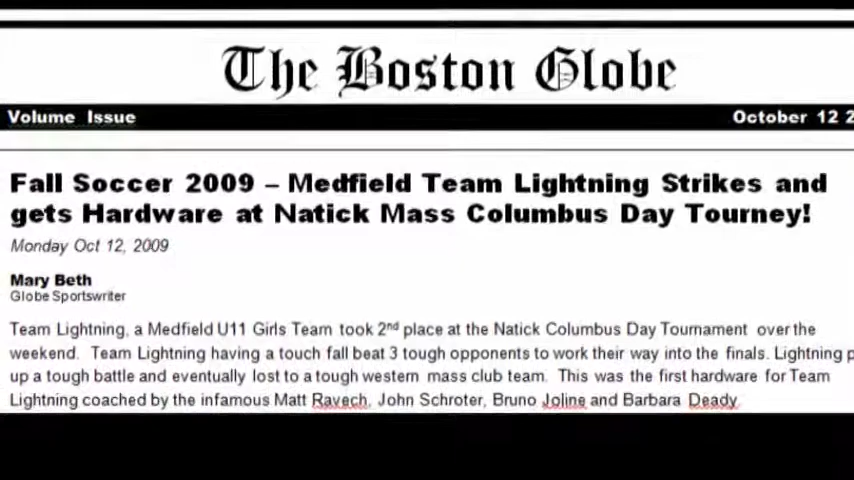 The Boston Globe
Volume Issue October 12 2
Fall Soccer 2009 – Medfield Team Lightning Strikes and
gets Hardware at Natick Mass Columbus Day Tourney!
Monday Oct 12, 2009
Mary Beth
Globe Sportswriter
Team Lightning, a Medfield U11 Girls Team took 2nd place at the Natick Columbus Day Tournament over the
weekend. Team Lightning having a touch fall beat 3 tough opponents to work their way into the finals. Lightning p
up a tough battle and eventually lost to a tough western mass club team. This was the first hardware for Team
Lightning coached by the infamous Matt Ravech, John Schroter, Bruno Joline and Barbara Deady.